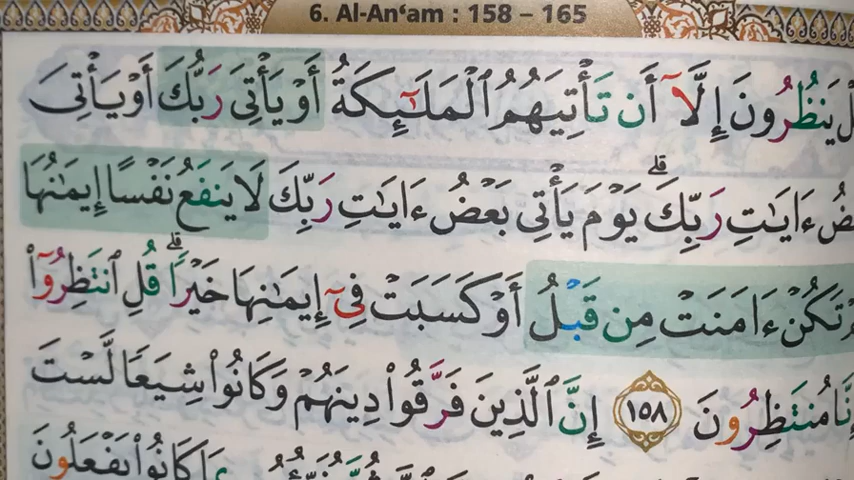 6. Al-An‘am : 158 – 165
يَنظُرُونَ إِلَّآ أَن تَأْتِيَهُمُ ٱلْمَلَـٰٓئِكَةُ أَوْ يَأْتِىَ رَبُّكَ أَوْ يَأْتِىَ
ءَايَـٰتِ رَبِّكَ ۗ يَوْمَ يَأْتِى بَعْضُ ءَايَـٰتِ رَبِّكَ لَا يَنفَعُ نَفْسًا إِيمَـٰنُهَا
تَكُنْ ءَامَنَتْ مِن قَبْلُ أَوْ كَسَبَتْ فِىٓ إِيمَـٰنِهَا خَيْرًا ۗ قُلِ ٱنتَظِرُوٓا۟
مُنتَظِرُونَ ١٥٨ إِنَّ ٱلَّذِينَ فَرَّقُوا۟ دِينَهُمْ وَكَانُوا۟ شِيَعًا لَّسْتَ
كَانُوا۟ يَفْعَلُونَ